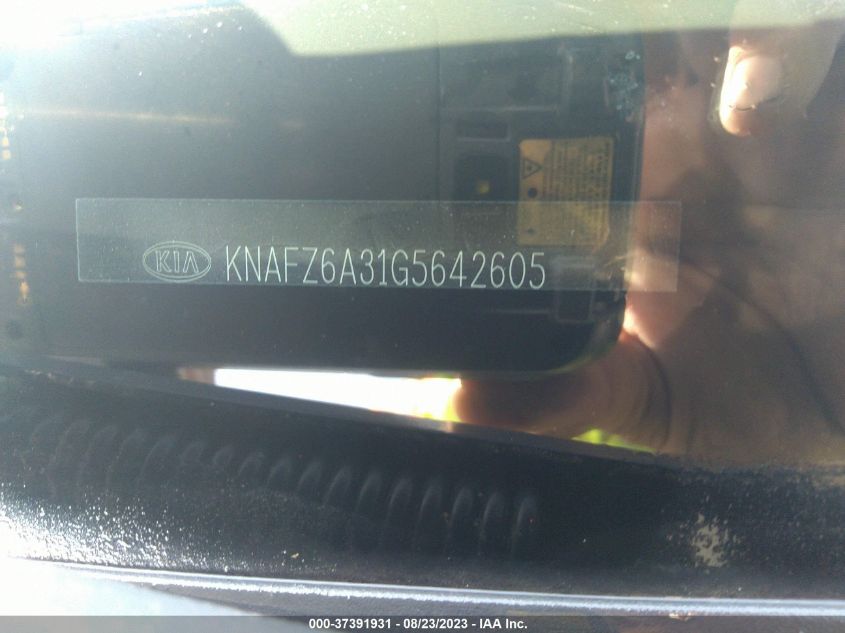 KIA KNAFZ6A31G5642605
000-37391931 / 08/23/2023 - IAA Inc.